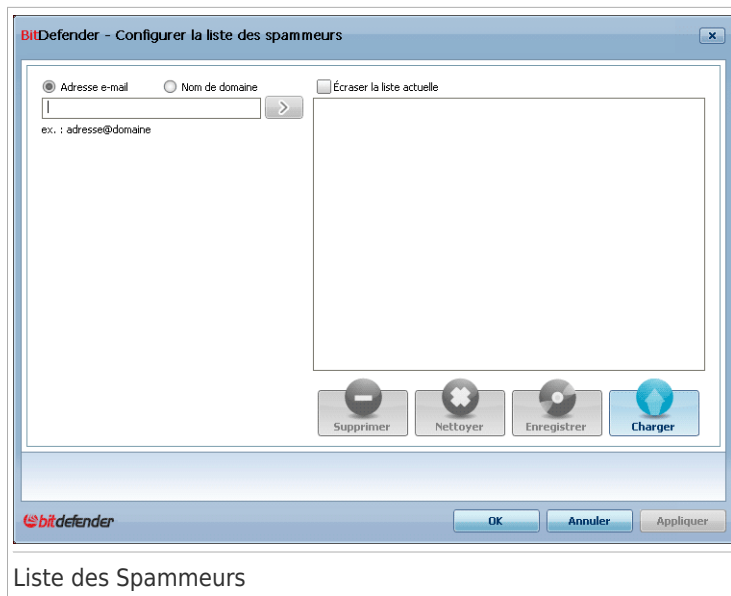 BitDefender - Configurer la liste des spammeurs
Adresse e-mail
Nom de domaine
Écraser la liste actuelle
ex. : adresse@domaine
Supprimer
Nettoyer
Enregistrer
Charger
bitdefender
OK
Annuler
Appliquer
Liste des Spammeurs